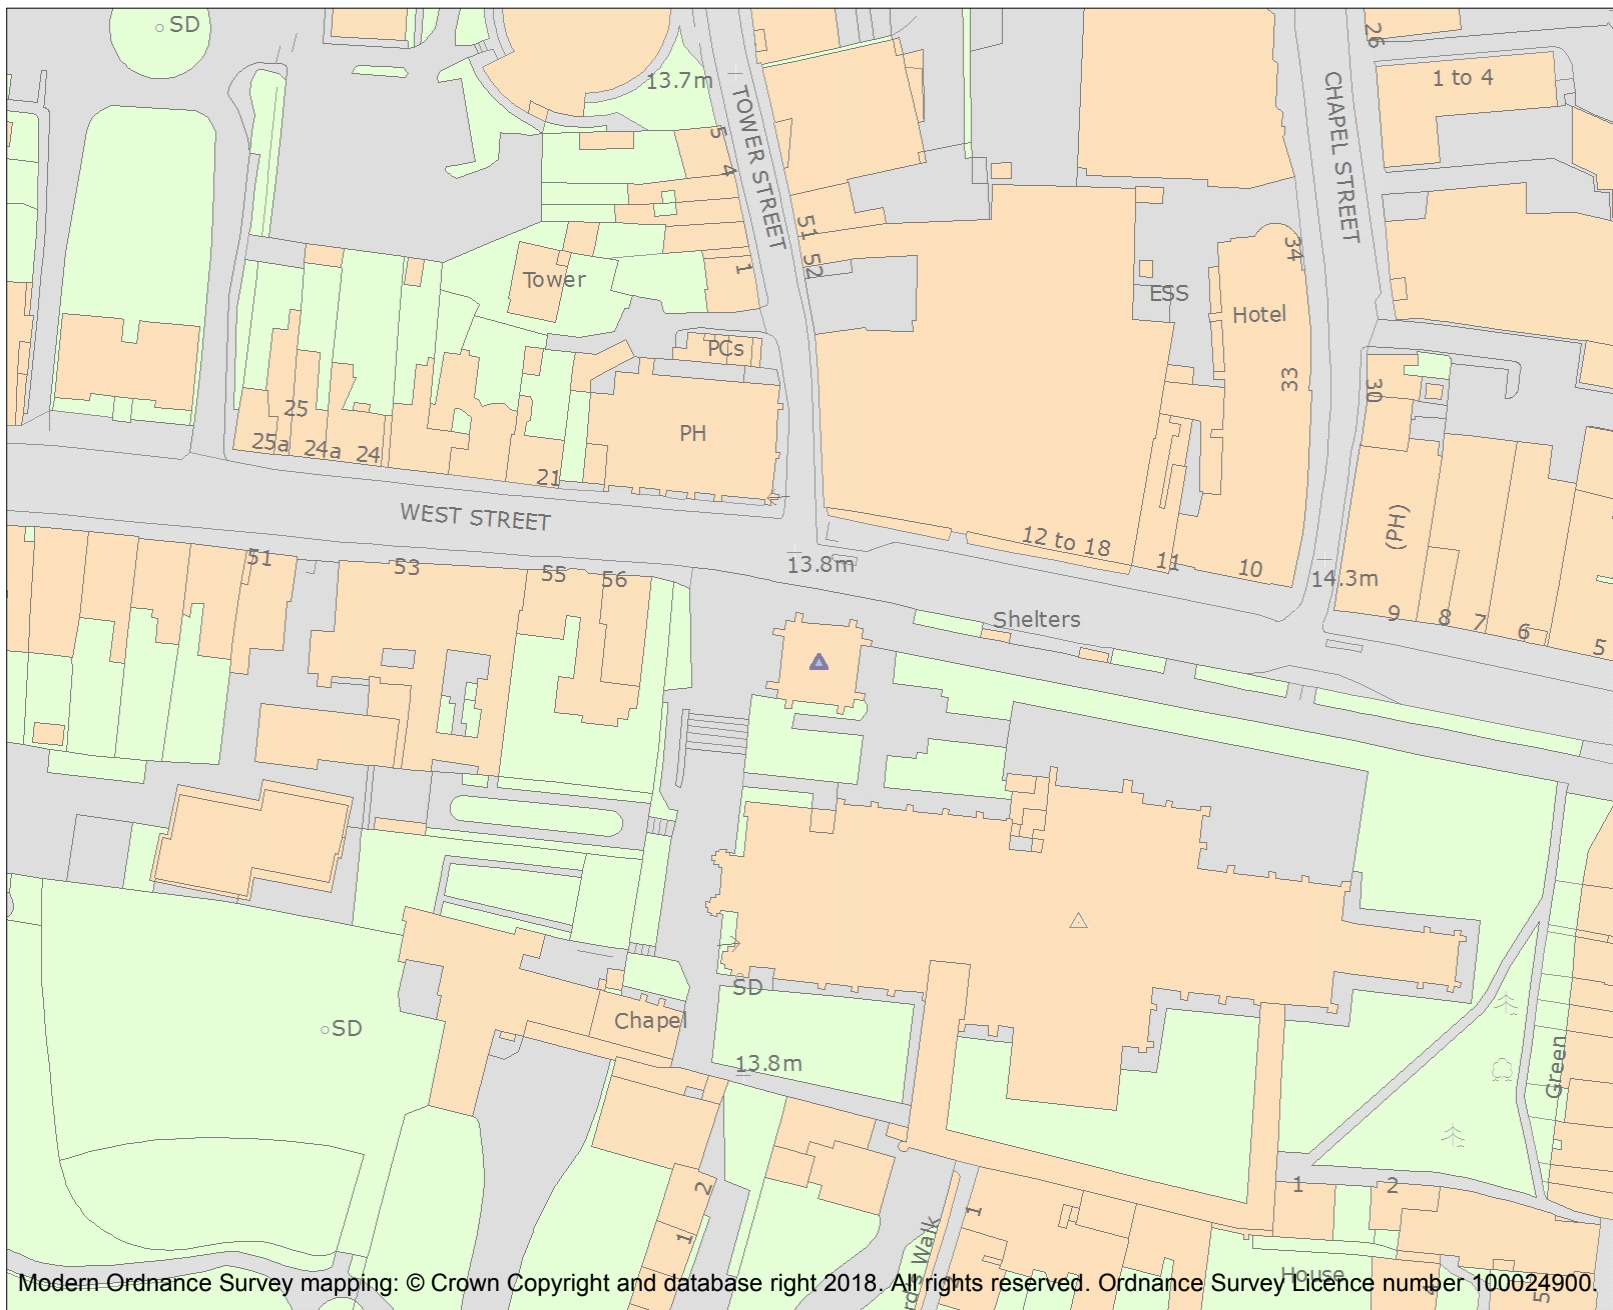 SD
26
13.7m
1 to 4
TOWER STREET
CHAPEL STREET
5
4
51
52
1
34
Tower
ESS
Hotel
PCs
33
30
25
PH
25a
24a
24
21
WEST STREET
(PH)
12 to 18
11
10
51
53
55
56
13.8m
14.3m
Shelters
9
8
7
6
5
SD
SD
Chapel
13.8m
Green
2
1
1
1
2
Walk
House
4
5
Modern Ordnance Survey mapping: © Crown Copyright and database right 2018. All rights reserved. Ordnance Survey Licence number 100024900.